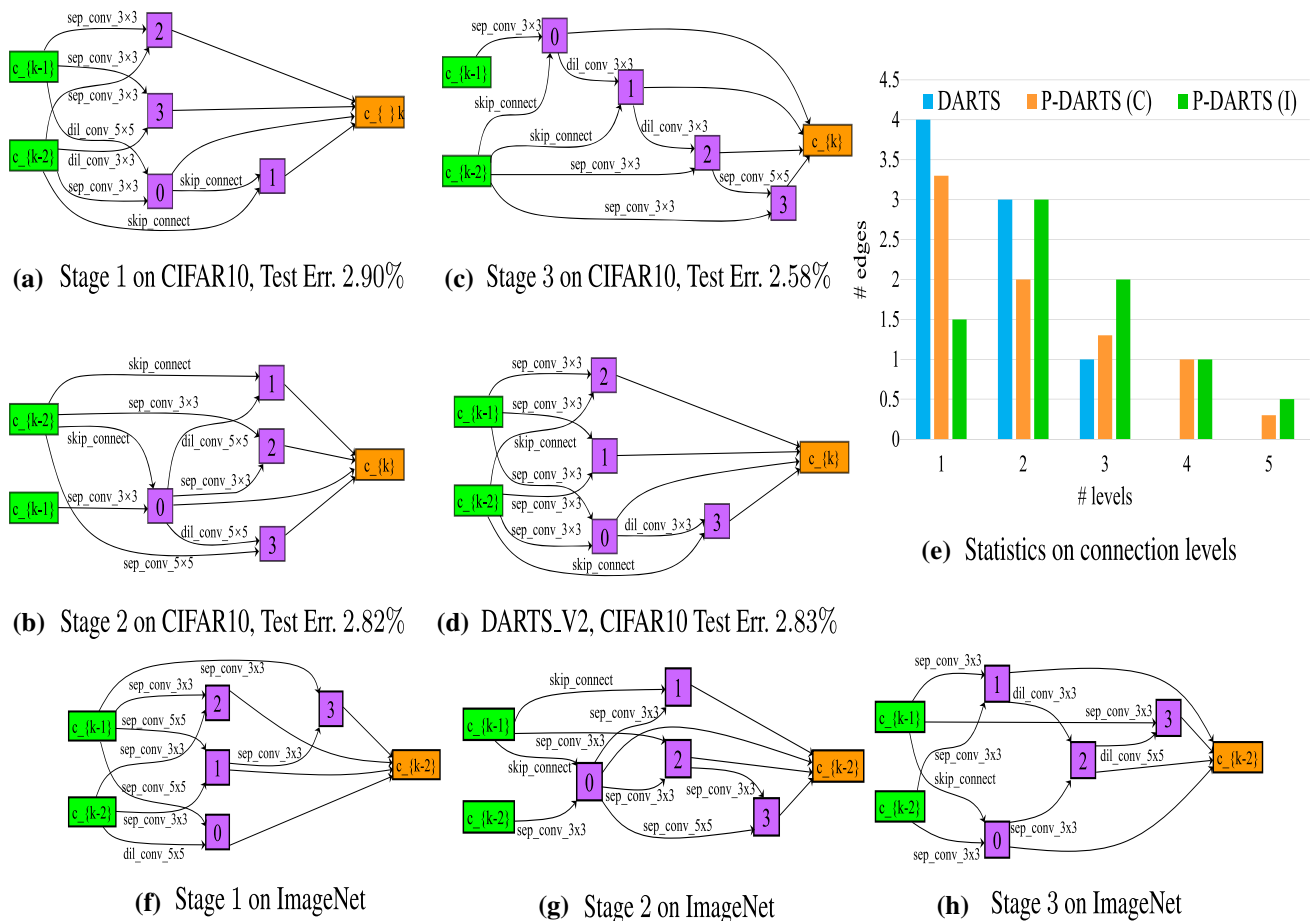 sep_conv_3×3
2
c_{k-1}
sep_conv_3×3
sep_conv_3×3
3
c_{ } k
dil_conv_5×5
c_{k-2}
dil_conv_3×3
sep_conv_3×3
0
skip_connect
1
skip_connect
(a) Stage 1 on CIFAR10, Test Err. 2.90%
sep_conv_3×3
0
c_{k-1}
dil_conv_3×3
1
skip_connect
skip_connect
dil_conv_3×3
c_{k}
2
c_{k-2}
sep_conv_3×3
sep_conv_5×5
3
sep_conv_3×3
(c) Stage 3 on CIFAR10, Test Err. 2.58%
skip_connect
1
c_{k-2}
sep_conv_3×3
skip_connect
dil_conv_5×5
2
c_{k}
sep_conv_3×3
c_{k-1}
sep_conv_3×3
0
dil_conv_5×5
3
sep_conv_5×5
(b) Stage 2 on CIFAR10, Test Err. 2.82%
sep_conv_3×3
2
c_{k-1}
sep_conv_3×3
skip_connect
1
c_{k}
c_{k-2}
sep_conv_3×3
sep_conv_3×3
0
dil_conv_3×3
3
skip_connect
(d) DARTS_V2, CIFAR10 Test Err. 2.83%
4.5
DARTS P-DARTS (C) P-DARTS (I)
4
3.5
3
2.5
2
1.5
1
0.5
0
# edges
1 2 3 4 5
# levels
(e) Statistics on connection levels
sep_conv_3x3
sep_conv_3x3
c_{k-1}
2
3
sep_conv_5x5
sep_conv_3x3
sep_conv_3x3
1
c_{k-2}
sep_conv_5x5
c_{k-2}
sep_conv_3x3
0
dil_conv_5x5
(f) Stage 1 on ImageNet
skip_connect
1
c_{k-1}
sep_conv_3x3
sep_conv_3x3
skip_connect
2
c_{k-2}
0
sep_conv_3x3
sep_conv_3x3
c_{k-2}
sep_conv_3x3
sep_conv_5x5
3
(g) Stage 2 on ImageNet
sep_conv_3x3
1
dil_conv_3x3
c_{k-1}
sep_conv_3x3
3
sep_conv_3x3
skip_connect
2
dil_conv_5x5
c_{k-2}
c_{k-2}
sep_conv_3x3
0
sep_conv_3x3
(h) Stage 3 on ImageNet